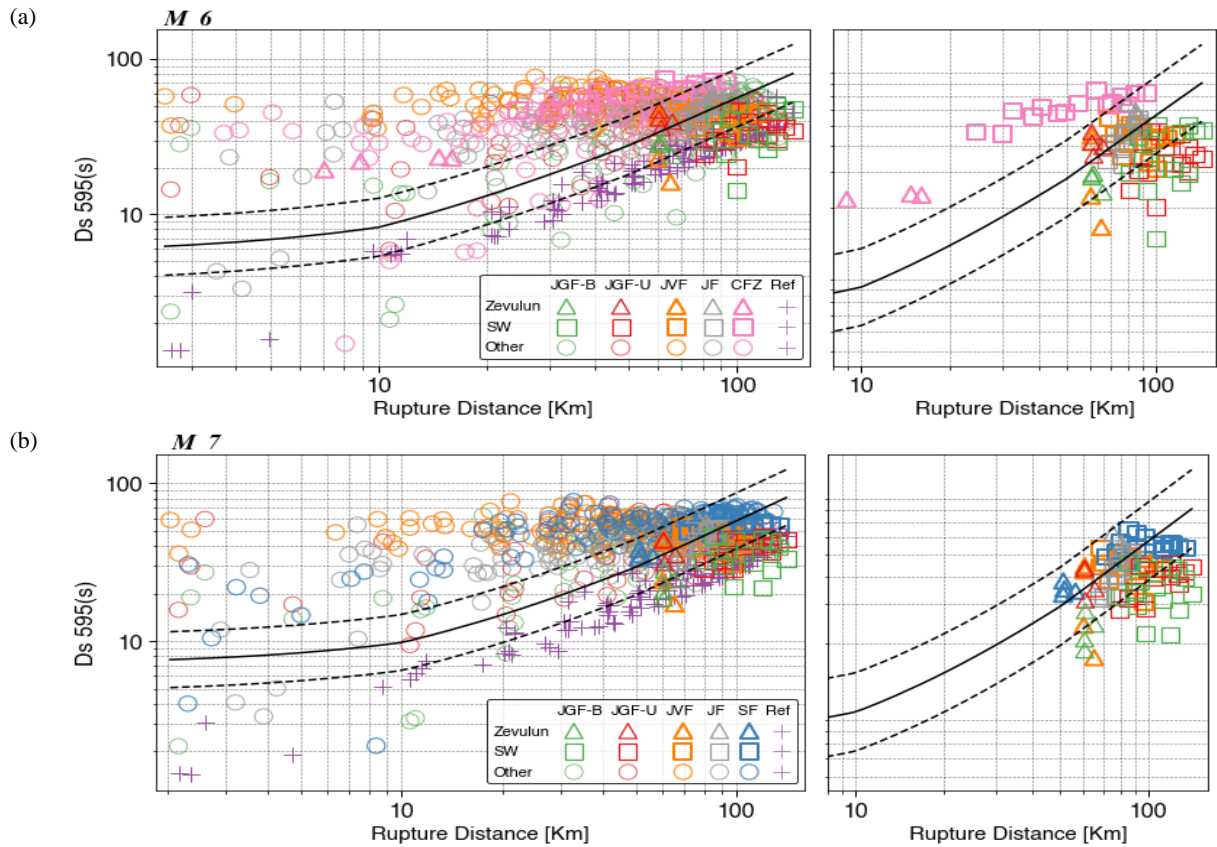 (a)
M 6
100
10
Ds 595(s)
JGF-B JGF-U JVF JF CFZ Ref
Zevulun
SW
Other
10 100
Rupture Distance [Km]
10 100
Rupture Distance [Km]
(b)
M 7
100
10
Ds 595(s)
JGF-B JGF-U JVF JF SF Ref
Zevulun
SW
Other
10 100
Rupture Distance [Km]
10 100
Rupture Distance [Km]